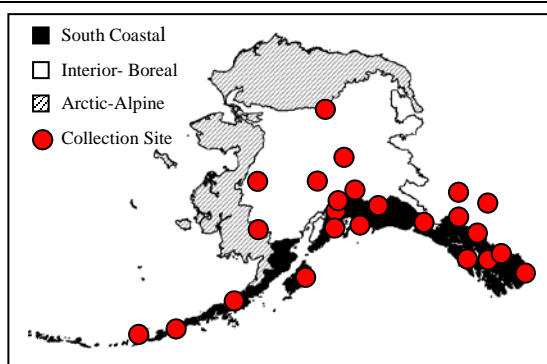 South Coastal
Interior- Boreal
Arctic-Alpine
Collection Site